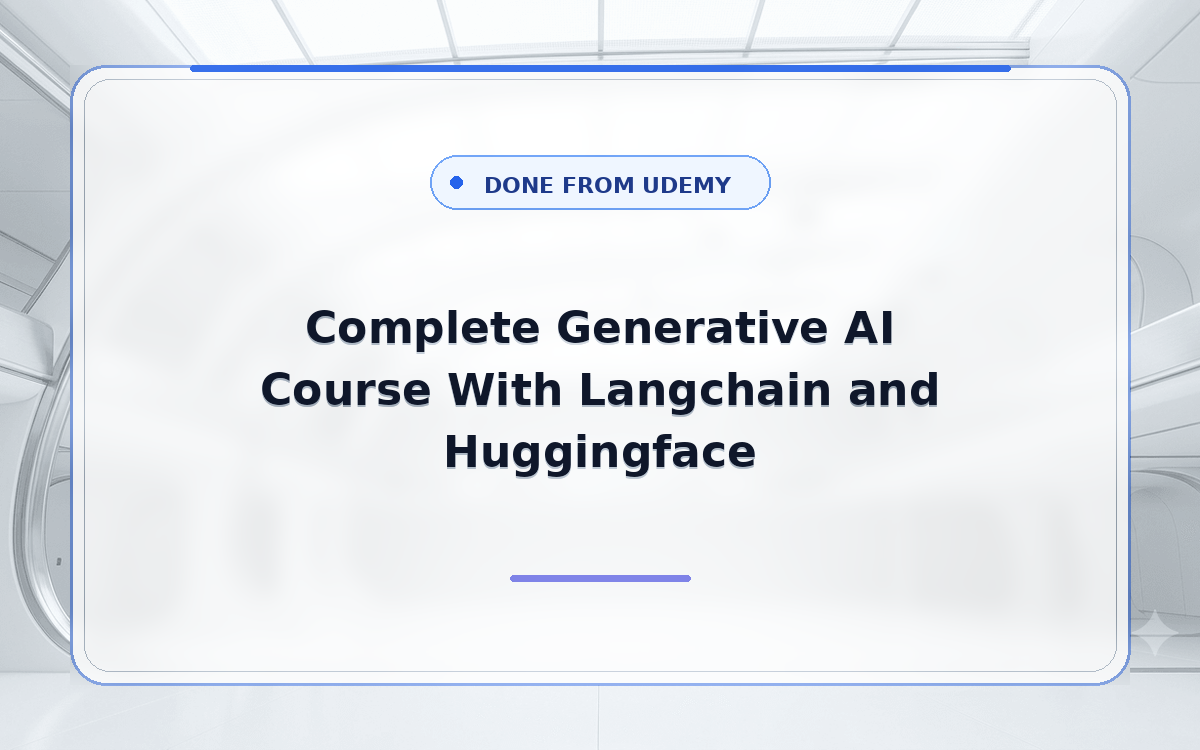 DONE FROM UDEMY
Complete Generative AI
Course With Langchain and
Huggingface